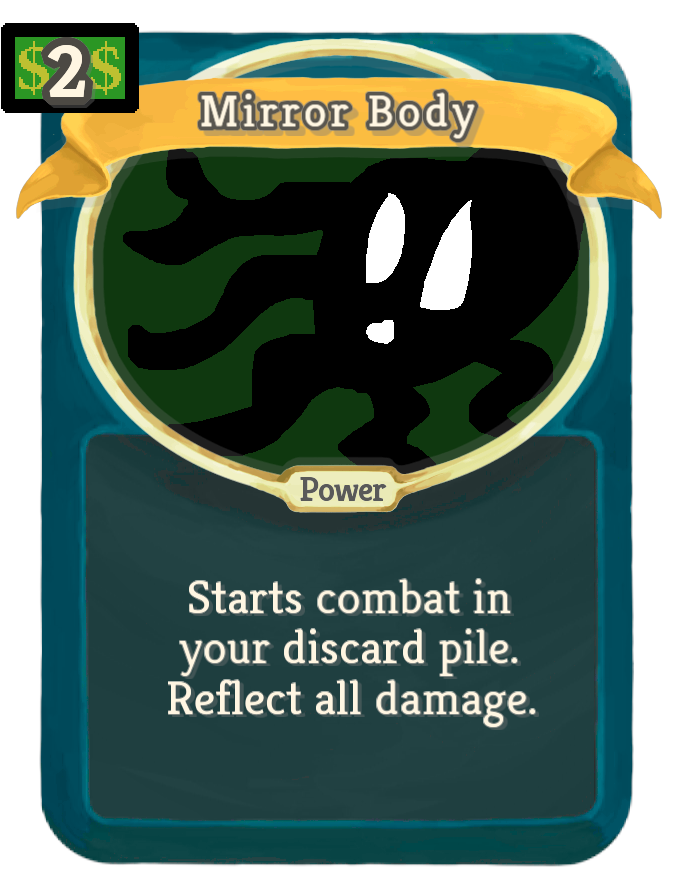 $2$
Mirror Body
Power
Starts combat in
your discard pile.
Reflect all damage.